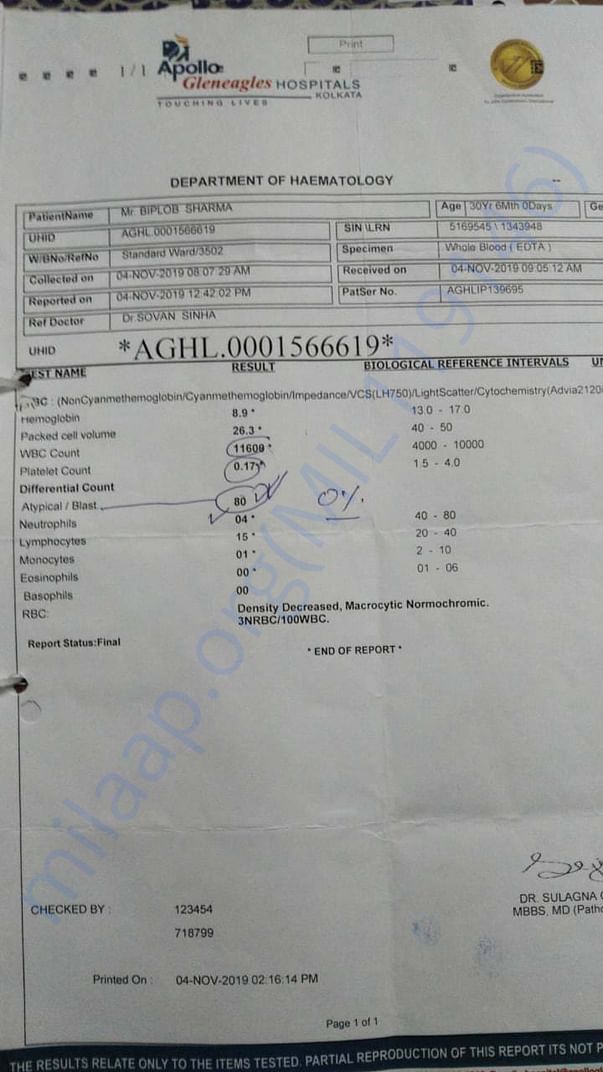 Print
1/1 Apollo
Gleneagles HOSPITALS
KOLKATA
TOUCHING LIVES
DEPARTMENT OF HAEMATOLOGY
PatientName Mr. BIPLOB SHARMA Age 30Yr 6Mth 0Days Ge
UHID AGHL.0001566619 SIN \LRN 5169545 \ 1343948
W/BNo/RefNo Standard Ward/3502 Specimen Whole Blood ( EDTA )
Collected on 04-NOV-2019 08:07:29 AM Received on 04-NOV-2019 09:05:12 AM
Reported on 04-NOV-2019 12:42:02 PM PatSer No. AGHLIP139695
Ref Doctor Dr.SOVAN SINHA
UHID *AGHL.0001566619*
EST NAME RESULT BIOLOGICAL REFERENCE INTERVALS UN
BC : (NonCyanmethemoglobin/Cyanmethemoglobin/Impedance/VCS(LH750)/LightScatter/Cytochemistry(Advia2120
Hemoglobin 8.9 * 13.0 - 17.0
Packed cell volume 26.3 * 40 - 50
WBC Count 11609 * 4000 - 10000
Platelet Count 0.17 * 1.5 - 4.0
Differential Count
Atypical / Blast 80 0%
Neutrophils 04 * 40 - 80
Lymphocytes 15 * 20 - 40
Monocytes 01 * 2 - 10
Eosinophils 00 * 01 - 06
Basophils 00
RBC: Density Decreased, Macrocytic Normochromic.
3NRBC/100WBC.
Report Status:Final
* END OF REPORT *
milaap.org(MIL119146)
DR. SULAGNA
MBBS, MD (Patho
CHECKED BY : 123454
718799
Printed On : 04-NOV-2019 02:16:14 PM
Page 1 of 1
THE RESULTS RELATE ONLY TO THE ITEMS TESTED. PARTIAL REPRODUCTION OF THIS REPORT ITS NOT P